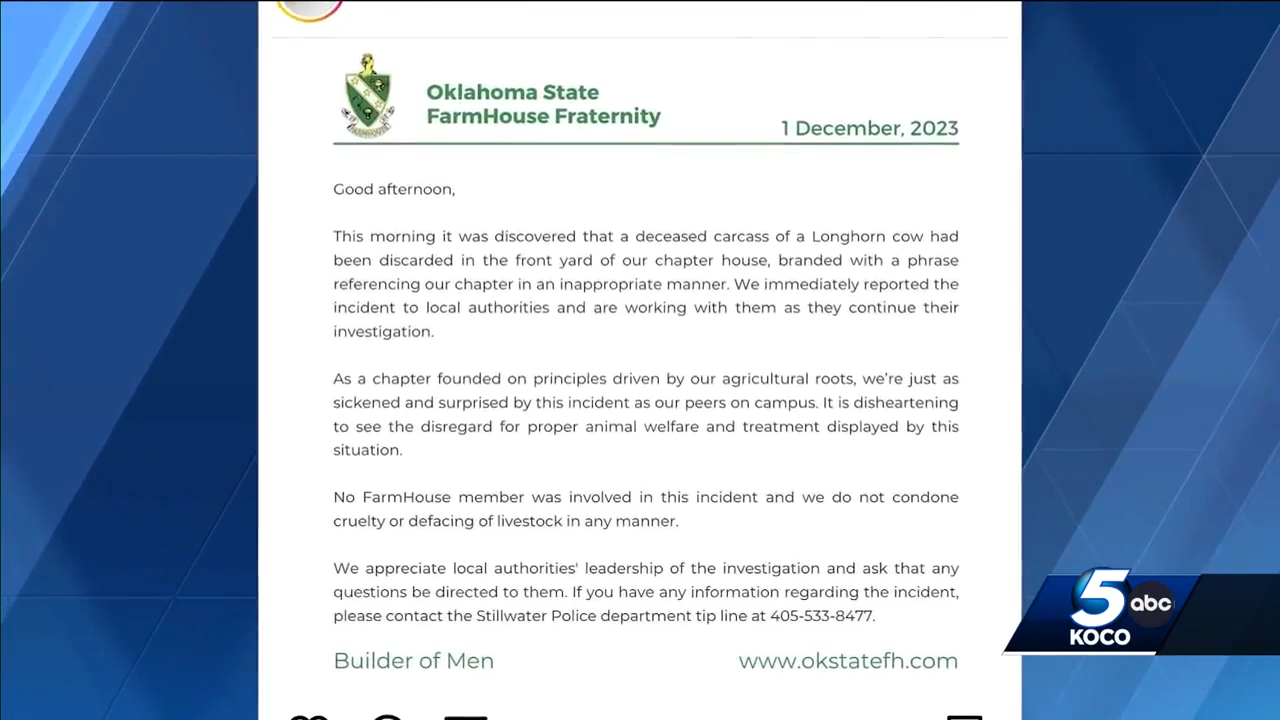 Oklahoma State
FarmHouse Fraternity
1 December, 2023
Good afternoon,
This morning it was discovered that a deceased carcass of a Longhorn cow had
been discarded in the front yard of our chapter house, branded with a phrase
referencing our chapter in an inappropriate manner. We immediately reported the
incident to local authorities and are working with them as they continue their
investigation.
As a chapter founded on principles driven by our agricultural roots, we're just as
sickened and surprised by this incident as our peers on campus. It is disheartening
to see the disregard for proper animal welfare and treatment displayed by this
situation.
No FarmHouse member was involved in this incident and we do not condone
cruelty or defacing of livestock in any manner.
We appreciate local authorities' leadership of the investigation and ask that any
questions be directed to them. If you have any information regarding the incident,
please contact the Stillwater Police department tip line at 405-533-8477.
Builder of Men
www.okstatefh.com
5 abc
KOCO